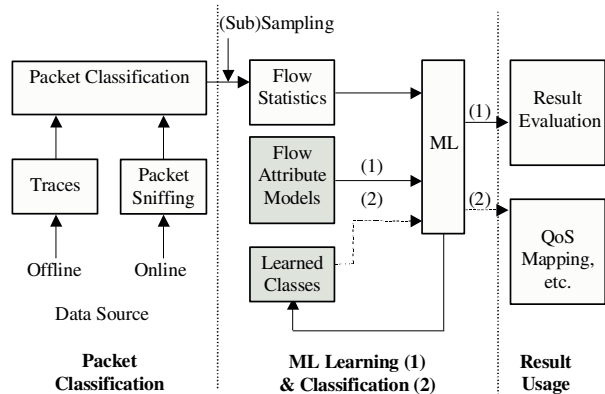 (Sub)Sampling
Packet Classification
Traces
Packet
Sniffing
Offline
Online
Data Source
Flow
Statistics
Flow
Attribute
Models
Learned
Classes
(1)
(2)
ML
(1)
(2)
Result
Evaluation
QoS
Mapping,
etc.
Packet
Classification
ML Learning (1)
& Classification (2)
Result
Usage